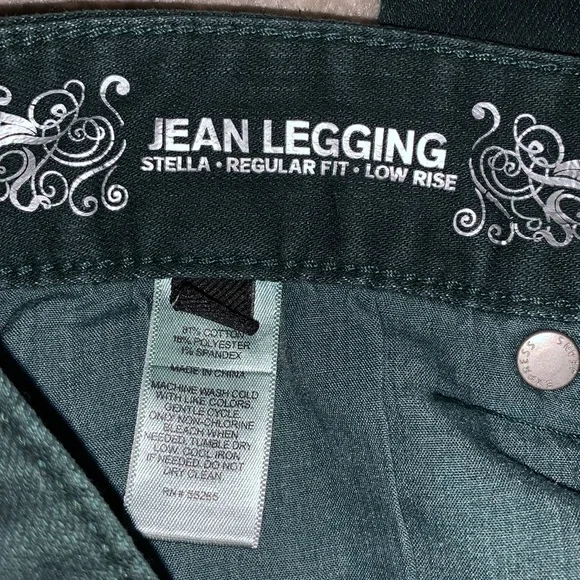 JEAN LEGGING
STELLA • REGULAR FIT • LOW RISE
81% COTTON
18% POLYESTER
1% SPANDEX
MADE IN CHINA
MACHINE WASH COLD
WITH LIKE COLORS,
GENTLE CYCLE.
ONLY NON-CHLORINE
BLEACH WHEN
NEEDED. TUMBLE DRY
LOW. COOL IRON
IF NEEDED. DO NOT
DRY CLEAN
RN# 55285
EXPRESS